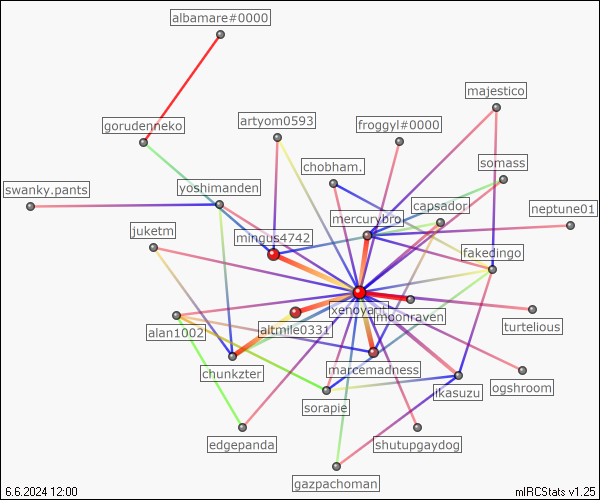 albamare#0000
majestico
artyom0593
froggyl#0000
gorudenneko
chobham.
somass
yoshimanden
swanky.pants
capsador
neptune01
mercurybro
juketm
mingus4742
fakedingo
xenoyant
moonraven
turtelious
altmile0331
alan1002
marcemadness
chunkzter
ikasuzu
ogshroom
sorapie
edgepanda
shutupgaydog
gazpachoman
6.6.2024 12:00
mIRCStats v1.25